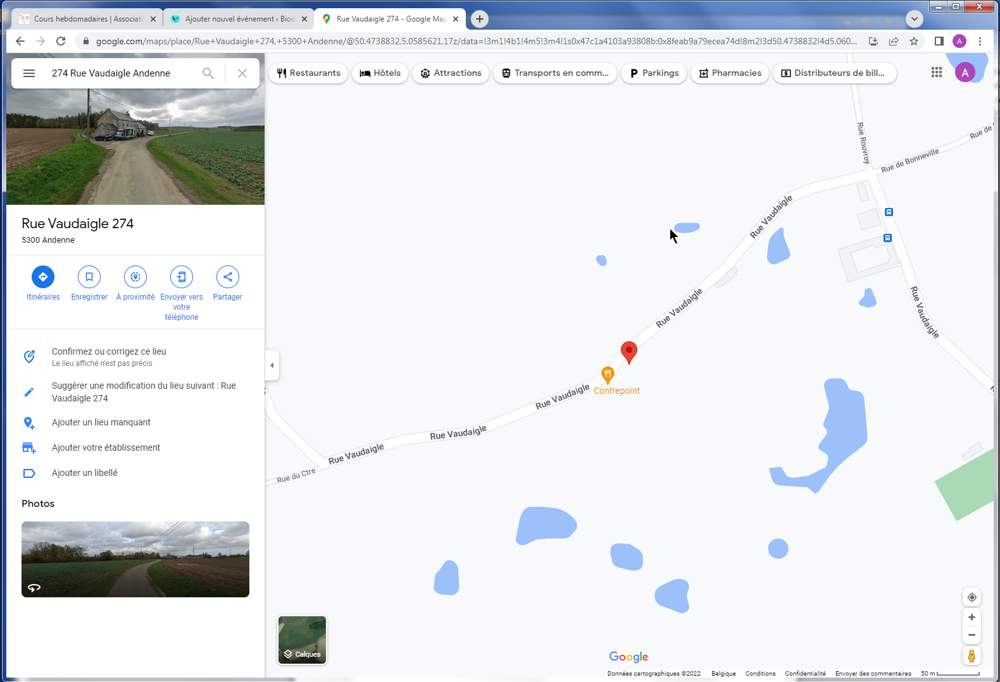 Cours hebdomadaires | Associati
Ajouter nouvel événement ‹ Biod
Rue Vaudaigle 274 - Google Map
google.com/maps/place/Rue+Vaudaigle+274,+5300+Andenne/@50.4738832,5.0585621,17z/data=!3m1!4b1!4m5!3m4!1s0x47c1a4103a93808b:0x8feab9a79ecea74d!8m2!3d50.4738832!4d5.060...
A
274 Rue Vaudaigle Andenne
Restaurants
Hôtels
Attractions
Transports en comm...
Parkings
Pharmacies
Distributeurs de bill...
A
Rue Vaudaigle 274
5300 Andenne
Itinéraires
Enregistrer
À proximité
Envoyer vers
votre
téléphone
Partager
Confirmez ou corrigez ce lieu
Le lieu affiché n'est pas précis
Suggérer une modification du lieu suivant : Rue
Vaudaigle 274
Ajouter un lieu manquant
Ajouter votre établissement
Ajouter un libellé
Photos
Rue Rouvroy
Rue de Bonneville
Rue de
Rue Vaudaigle
Rue Vaudaigle
Rue Vaudaigle
Contrepoint
Rue Vaudaigle
Rue Vaudaigle
Rue Vaudaigle
Rue du Ctre
Calques
Google
Données cartographiques ©2022
Belgique
Conditions
Confidentialité
Envoyer des commentaires
50 m